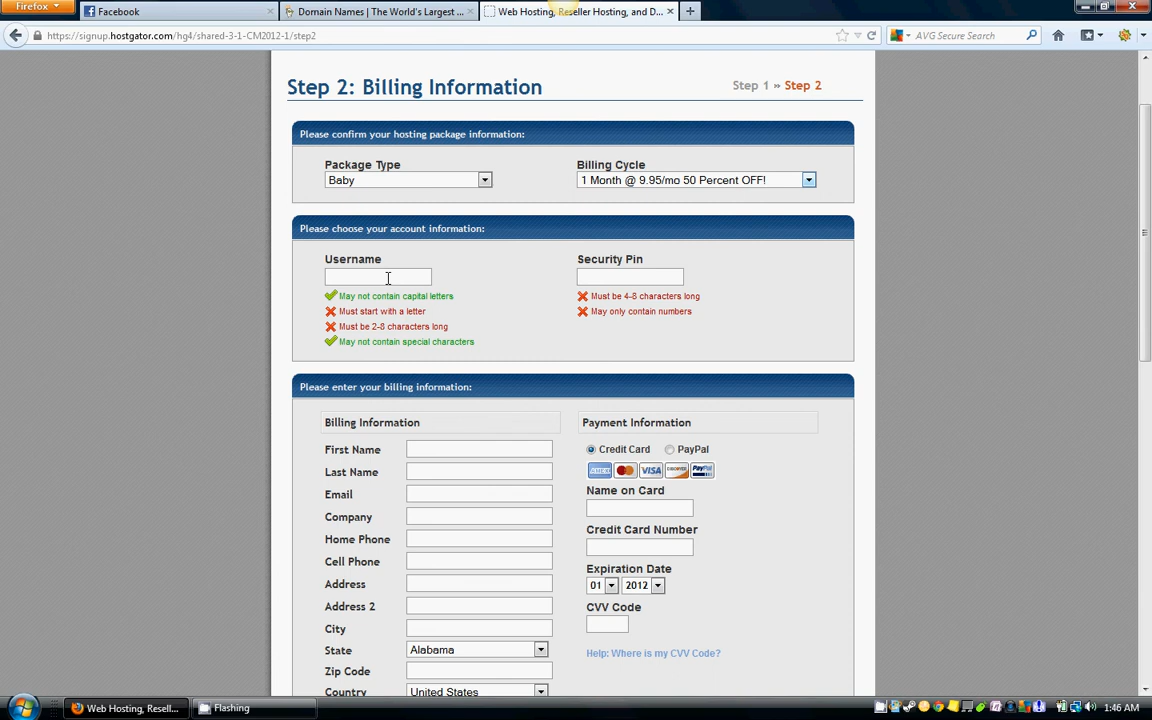 Firefox
Facebook
Domain Names | The World's Largest ...
Web Hosting, Reseller Hosting, and D...
https://signup.hostgator.com/hg4/shared-3-1-CM2012-1/step2
AVG Secure Search
Step 2: Billing Information
Step 1 » Step 2
Please confirm your hosting package information:
Package Type
Billing Cycle
Baby
1 Month @ 9.95/mo 50 Percent OFF!
Please choose your account information:
Username
Security Pin
May not contain capital letters
Must be 4-8 characters long
Must start with a letter
May only contain numbers
Must be 2-8 characters long
May not contain special characters
Please enter your billing information:
Billing Information
Payment Information
First Name
Credit Card
PayPal
Last Name
AMEX
VISA
DISCOVER
PayPal
Email
Name on Card
Company
Home Phone
Credit Card Number
Cell Phone
Address
Expiration Date
01
2012
Address 2
CVV Code
City
State
Alabama
Help: Where is my CVV Code?
Zip Code
Country
United States
Web Hosting, Resell...
Flashing
1:46 AM